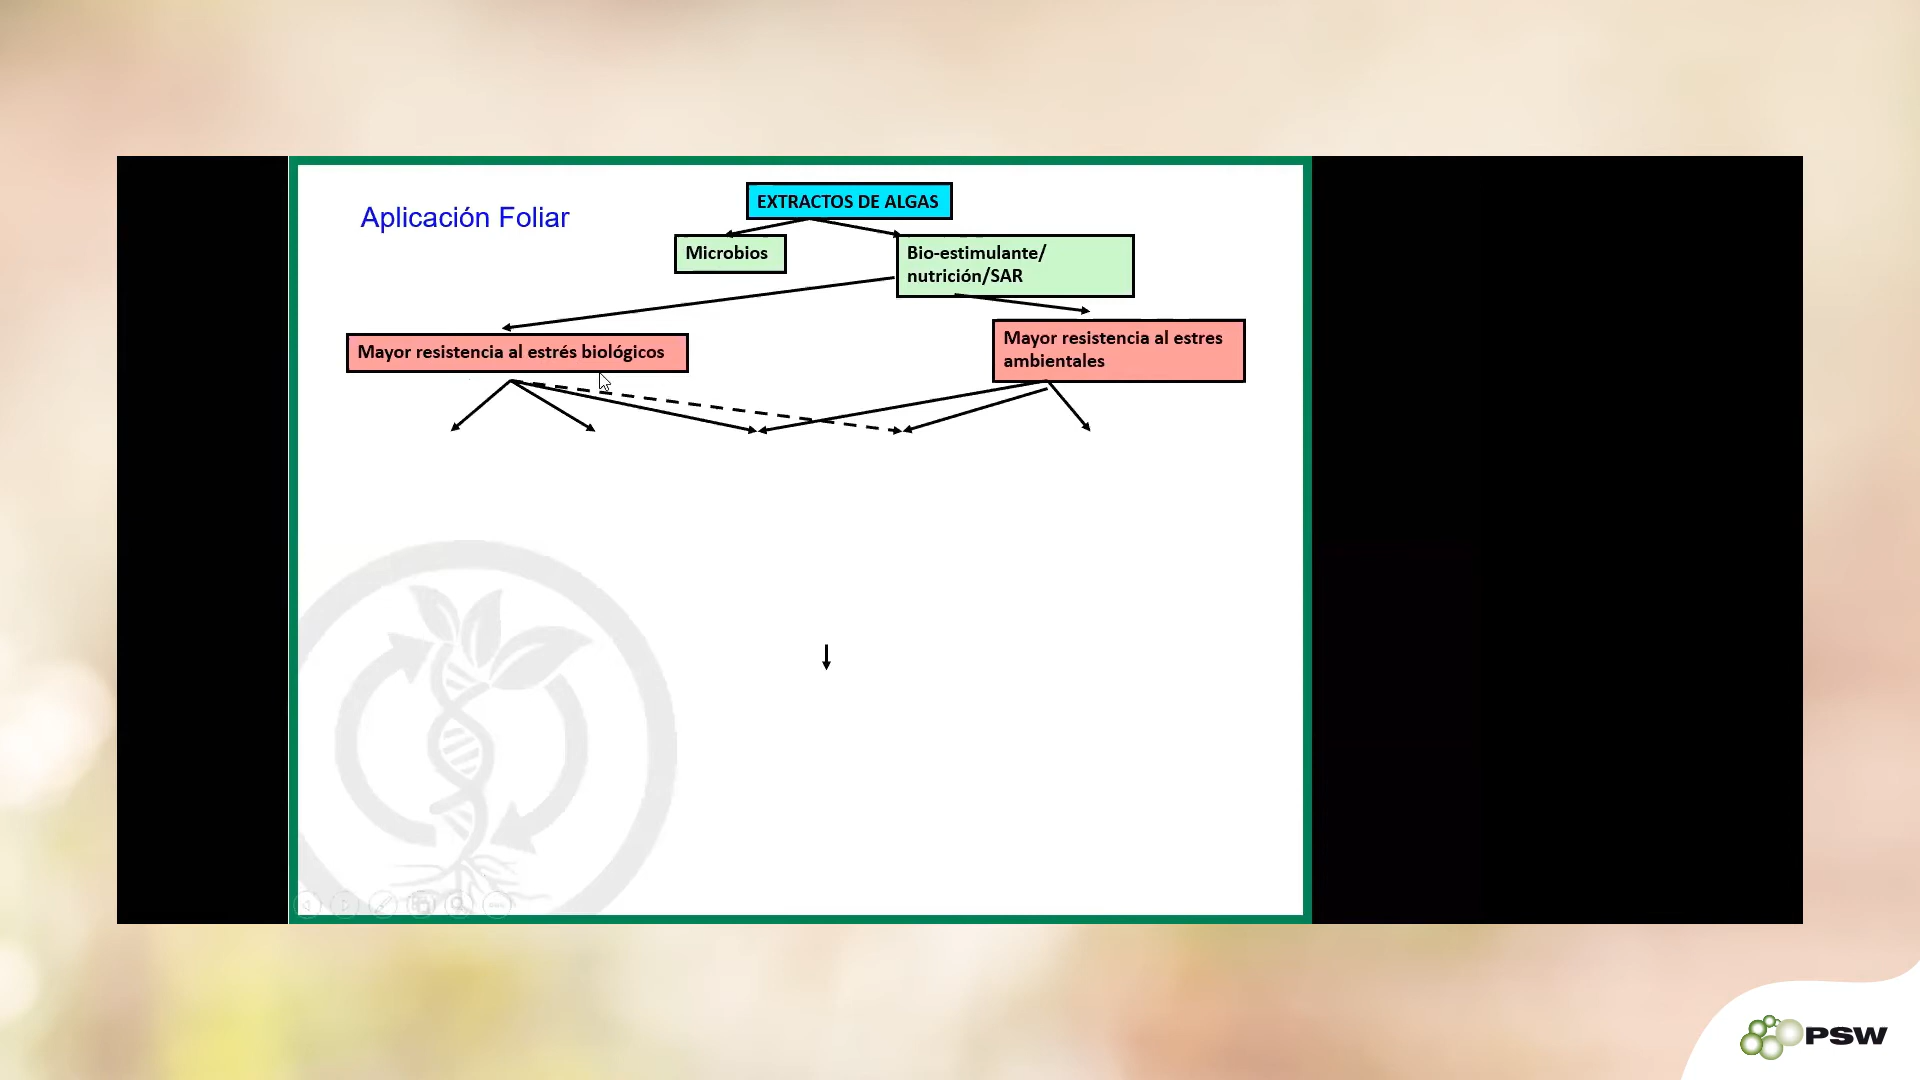 EXTRACTOS DE ALGAS
Aplicación Foliar
Microbios
Bio-estimulante/
nutrición/SAR
Mayor resistencia al estrés biológicos
Mayor resistencia al estres
ambientales
PSW